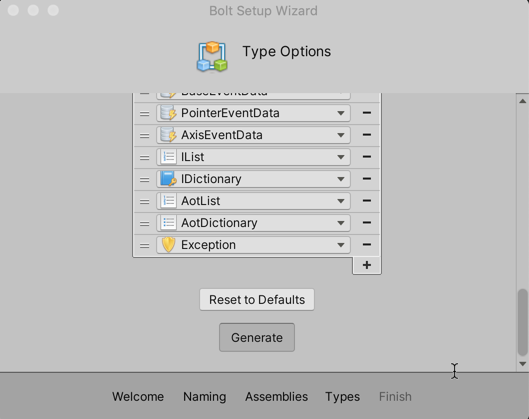 Bolt Setup Wizard
Type Options
BaseEventData
PointerEventData
AxisEventData
IList
IDictionary
AotList
AotDictionary
Exception
Reset to Defaults
Generate
Welcome Naming Assemblies Types Finish